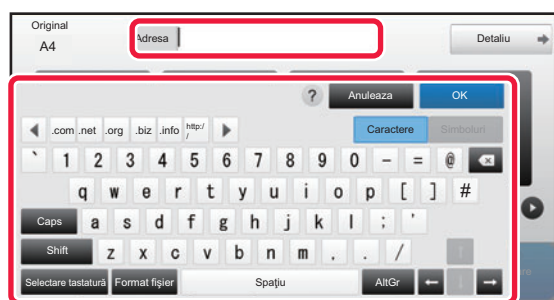 Original
A4
Adresa
Detaliu
? Anuleaza OK
.com .net .org .biz .info http:/
/
Caractere Simboluri
` 1 2 3 4 5 6 7 8 9 0 - = @
q w e r t y u i o p [ ] #
Caps a s d f g h j k l ; '
Shift z x c v b n m . . /
Selectare tastatură Format fişier Spaţiu AltGr